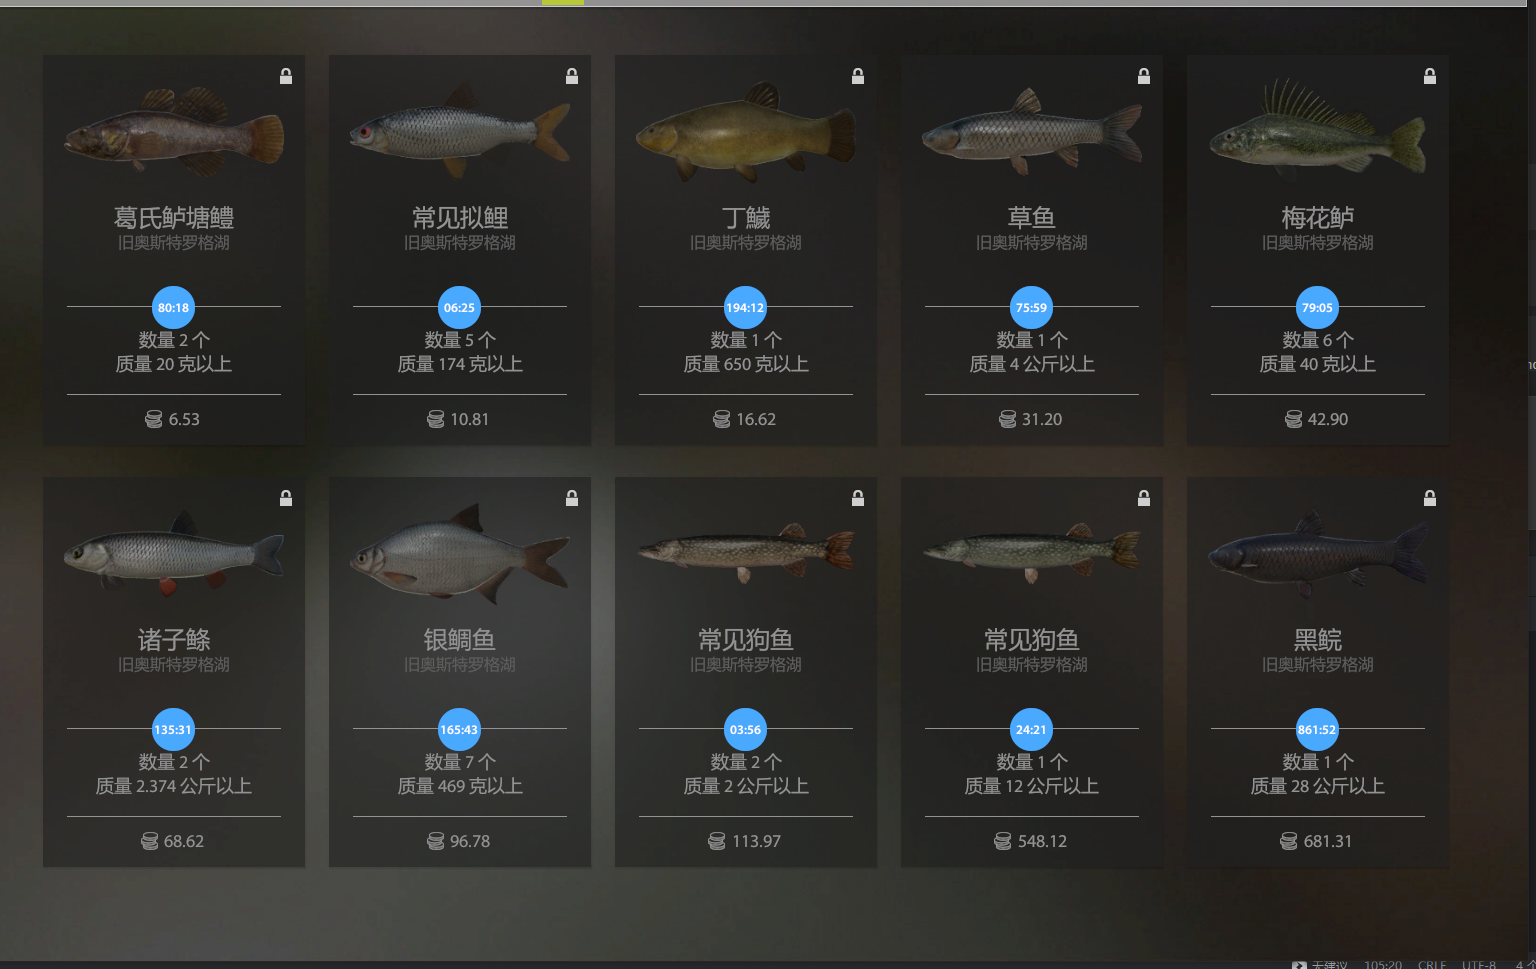 葛氏鲈塘鳢
旧奥斯特罗格湖
80:18
数量 2 个
质量 20 克以上
6.53
常见拟鲤
旧奥斯特罗格湖
06:25
数量 5 个
质量 174 克以上
10.81
丁鱥
旧奥斯特罗格湖
194:12
数量 1 个
质量 650 克以上
16.62
草鱼
旧奥斯特罗格湖
75:59
数量 1 个
质量 4 公斤以上
31.20
梅花鲈
旧奥斯特罗格湖
79:05
数量 6 个
质量 40 克以上
42.90
诸子鲦
旧奥斯特罗格湖
135:31
数量 2 个
质量 2.374 公斤以上
68.62
银鲷鱼
旧奥斯特罗格湖
165:43
数量 7 个
质量 469 克以上
96.78
常见狗鱼
旧奥斯特罗格湖
03:56
数量 2 个
质量 2 公斤以上
113.97
常见狗鱼
旧奥斯特罗格湖
24:21
数量 1 个
质量 12 公斤以上
548.12
黑鲩
旧奥斯特罗格湖
861:52
数量 1 个
质量 28 公斤以上
681.31
无建议 105:20 CRLF UTF-8 4